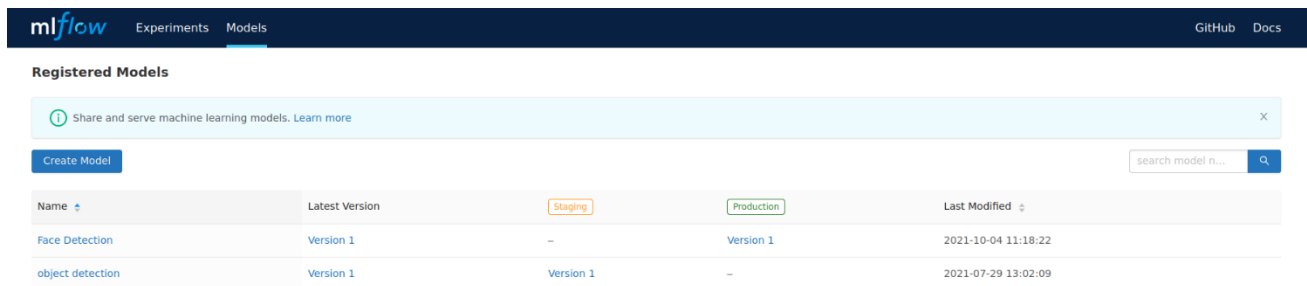 mlflow Experiments Models GitHub Docs
Registered Models
Share and serve machine learning models. Learn more
Create Model search model n...
Name Latest Version Staging Production Last Modified
Face Detection Version 1 – Version 1 2021-10-04 11:18:22
object detection Version 1 Version 1 – 2021-07-29 13:02:09